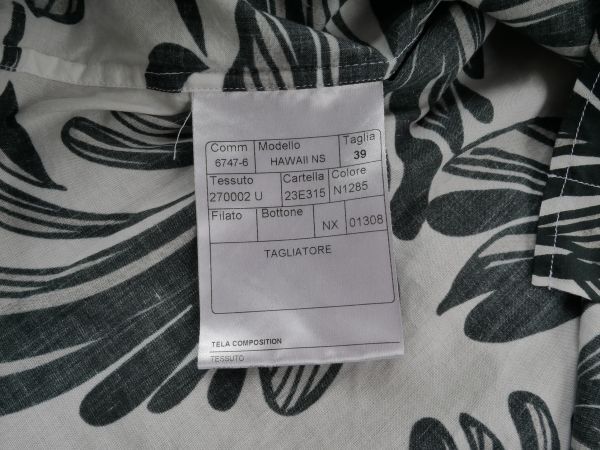 Comm Modello Taglia
6747-6 HAWAII NS 39
Tessuto Cartella Colore
270002 U 23E315 N1285
Filato Bottone NX 01308
TAGLIATORE
TELA COMPOSITION
TESSUTO